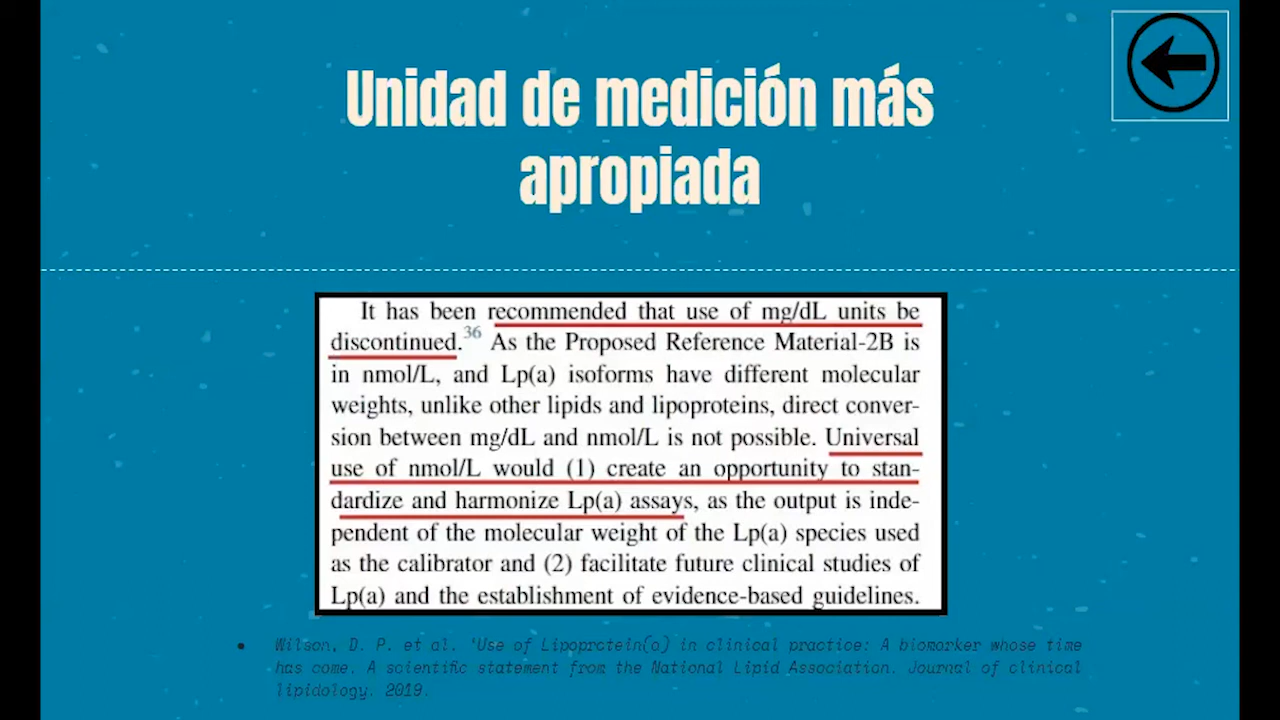 Unidad de medición más
apropiada
It has been recommended that use of mg/dL units be
discontinued.36 As the Proposed Reference Material-2B is
in nmol/L, and Lp(a) isoforms have different molecular
weights, unlike other lipids and lipoproteins, direct conver-
sion between mg/dL and nmol/L is not possible. Universal
use of nmol/L would (1) create an opportunity to stan-
dardize and harmonize Lp(a) assays, as the output is inde-
pendent of the molecular weight of the Lp(a) species used
as the calibrator and (2) facilitate future clinical studies of
Lp(a) and the establishment of evidence-based guidelines.
• Wilson, D. P. et al. 'Use of Lipoprotein(a) in clinical practice: A biomarker whose time
has come. A scientific statement from the National Lipid Association. Journal of clinical
lipidology. 2019.